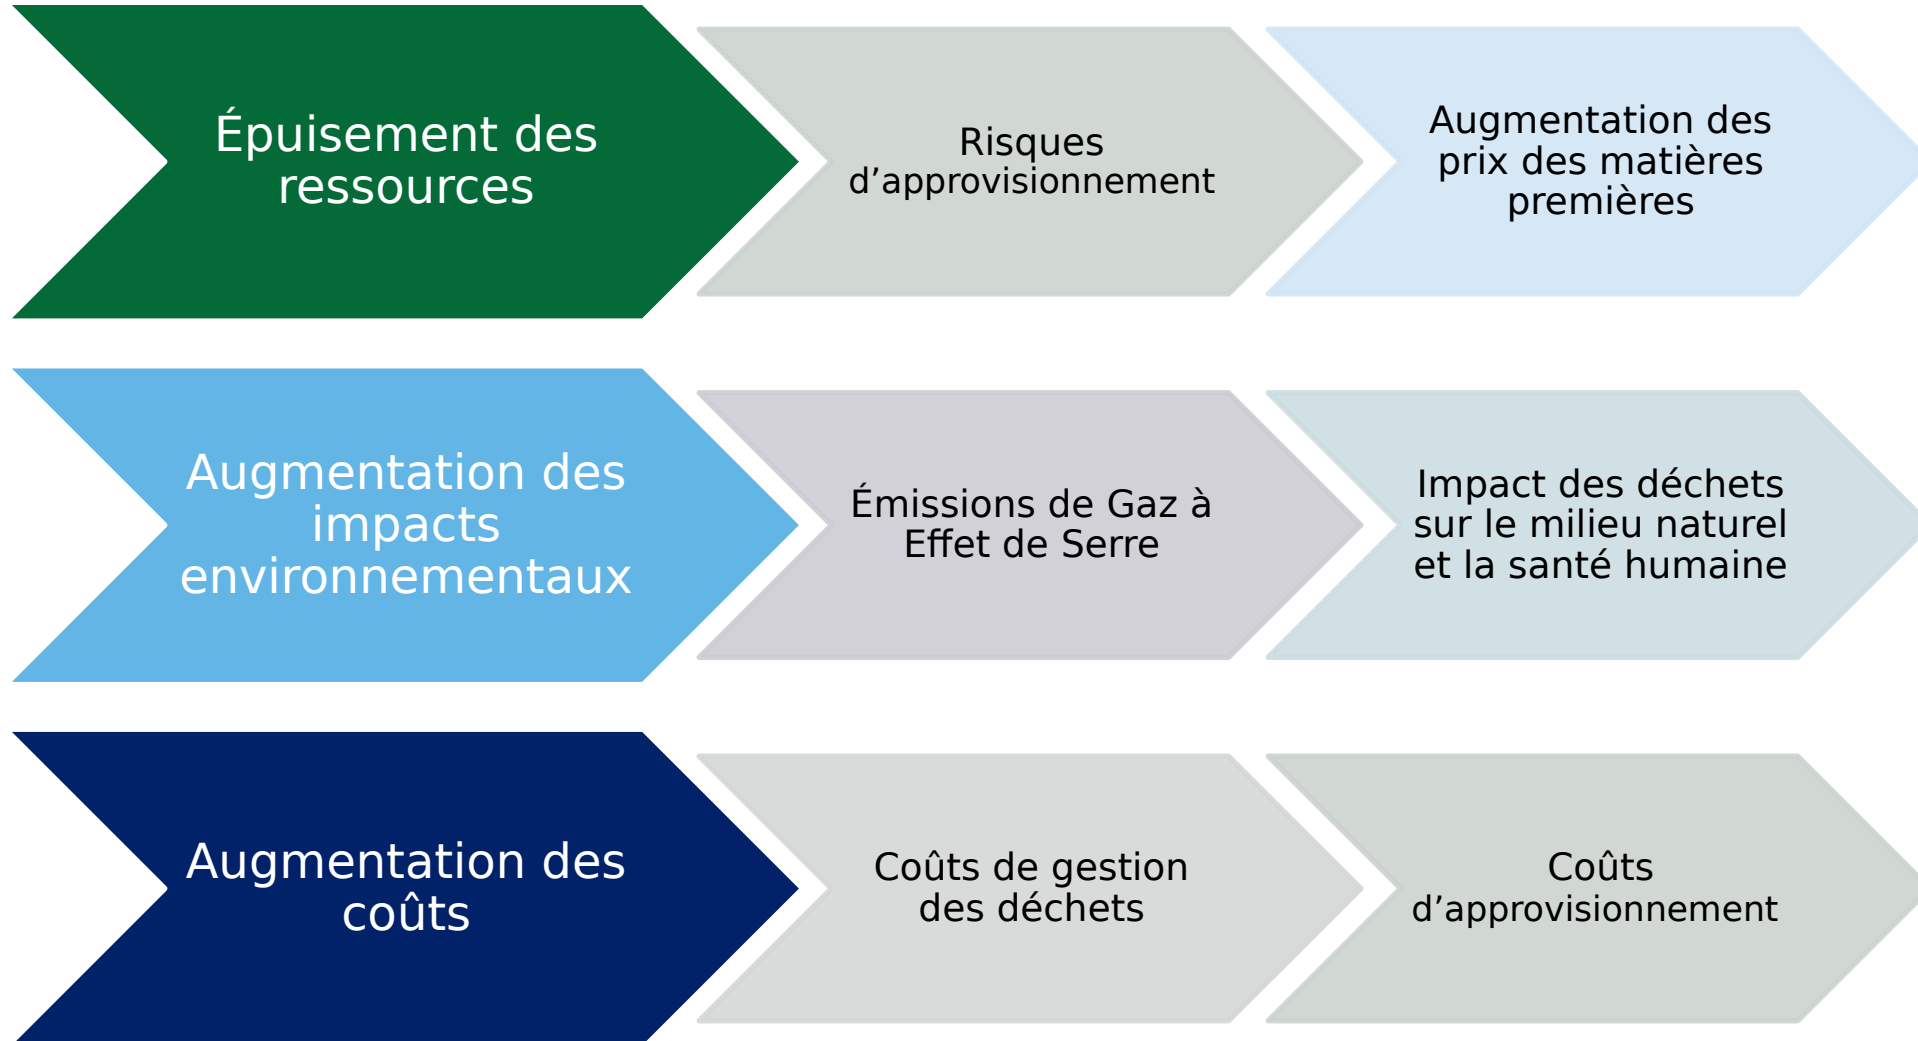 Épuisement des
ressources
Risques
d’approvisionnement
Augmentation des
prix des matières
premières
Augmentation des
impacts
environnementaux
Émissions de Gaz à
Effet de Serre
Impact des déchets
sur le milieu naturel
et la santé humaine
Augmentation des
coûts
Coûts de gestion
des déchets
Coûts
d’approvisionnement